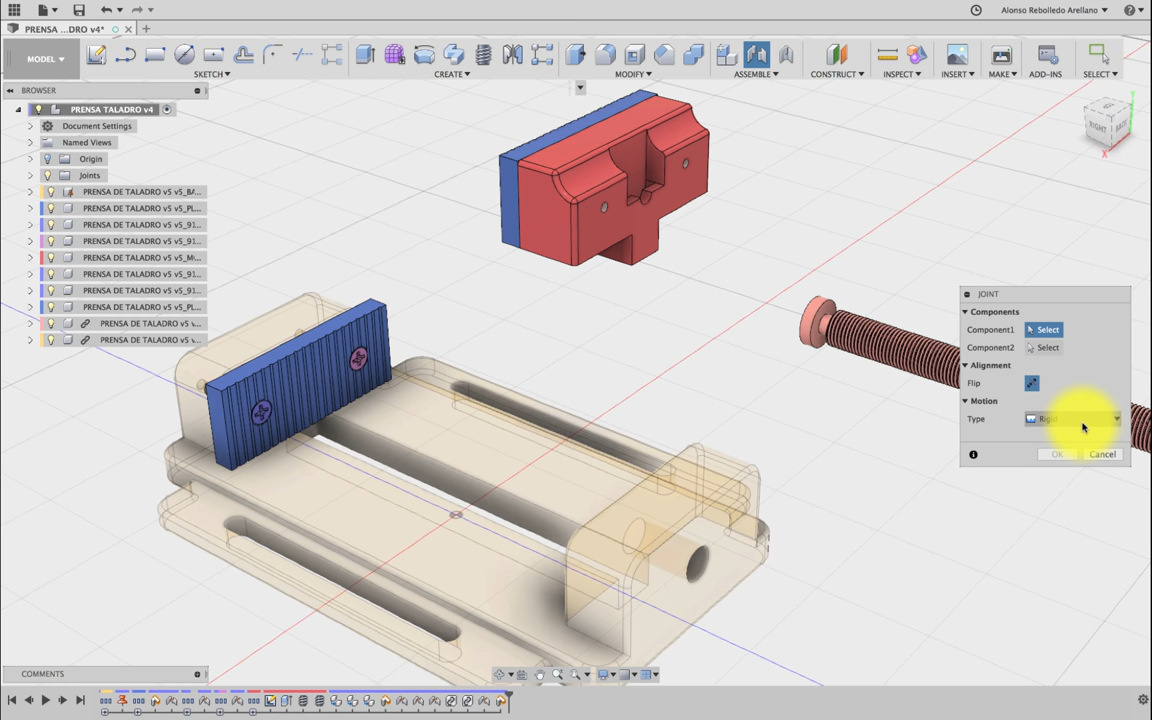 Alonso Rebolledo Arellano
PRENSA ...DRO v4*
MODEL
SKETCH
CREATE
MODIFY
ASSEMBLE
CONSTRUCT
INSPECT
INSERT
MAKE
ADD-INS
SELECT
BROWSER
PRENSA TALADRO v4
Document Settings
Named Views
Origin
Joints
PRENSA DE TALADRO v5 v5_BA...
PRENSA DE TALADRO v5 v5_PL...
PRENSA DE TALADRO v5 v5_91...
PRENSA DE TALADRO v5 v5_91...
PRENSA DE TALADRO v5 v5_M...
PRENSA DE TALADRO v5 v5_91...
PRENSA DE TALADRO v5 v5_91...
PRENSA DE TALADRO v5 v5_PL...
PRENSA DE TALADRO v5 v...
PRENSA DE TALADRO v5 v...
RIGHT
X
JOINT
Components
Component1 Select
Component2 Select
Alignment
Flip
Motion
Type Rigid
OK Cancel
COMMENTS